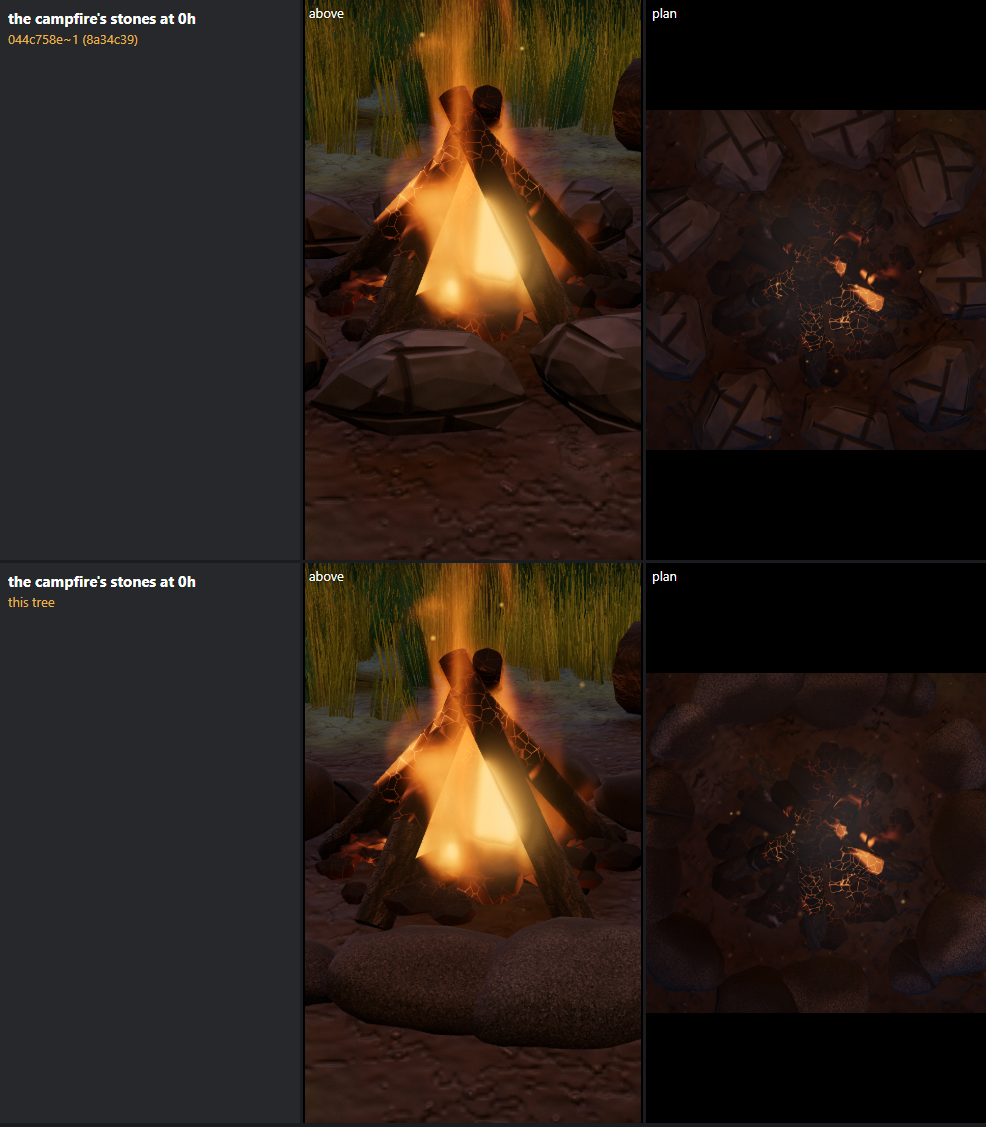 the campfire's stones at 0h
044c758e~1 (8a34c39)
above
plan
the campfire's stones at 0h
this tree
above
plan